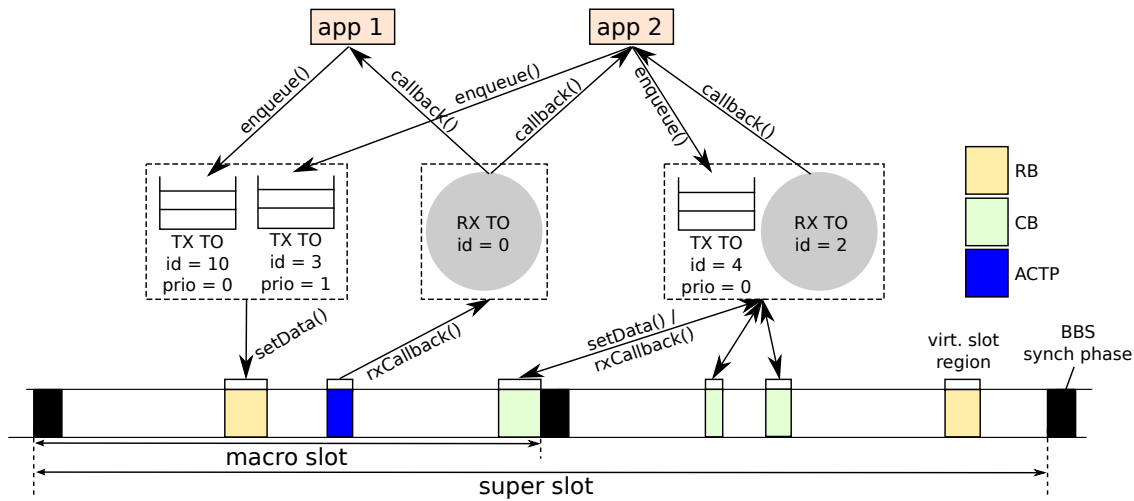 app 1
app 2
enqueue()
callback()
enqueue()
callback()
enqueue()
callback()
TX TO
id = 10
prio = 0
TX TO
id = 3
prio = 1
RX TO
id = 0
TX TO
id = 4
prio = 0
RX TO
id = 2
RB
CB
ACTP
setData()
rxCallback()
setData() /
rxCallback()
virt. slot
region
BBS
synch phase
macro slot
super slot